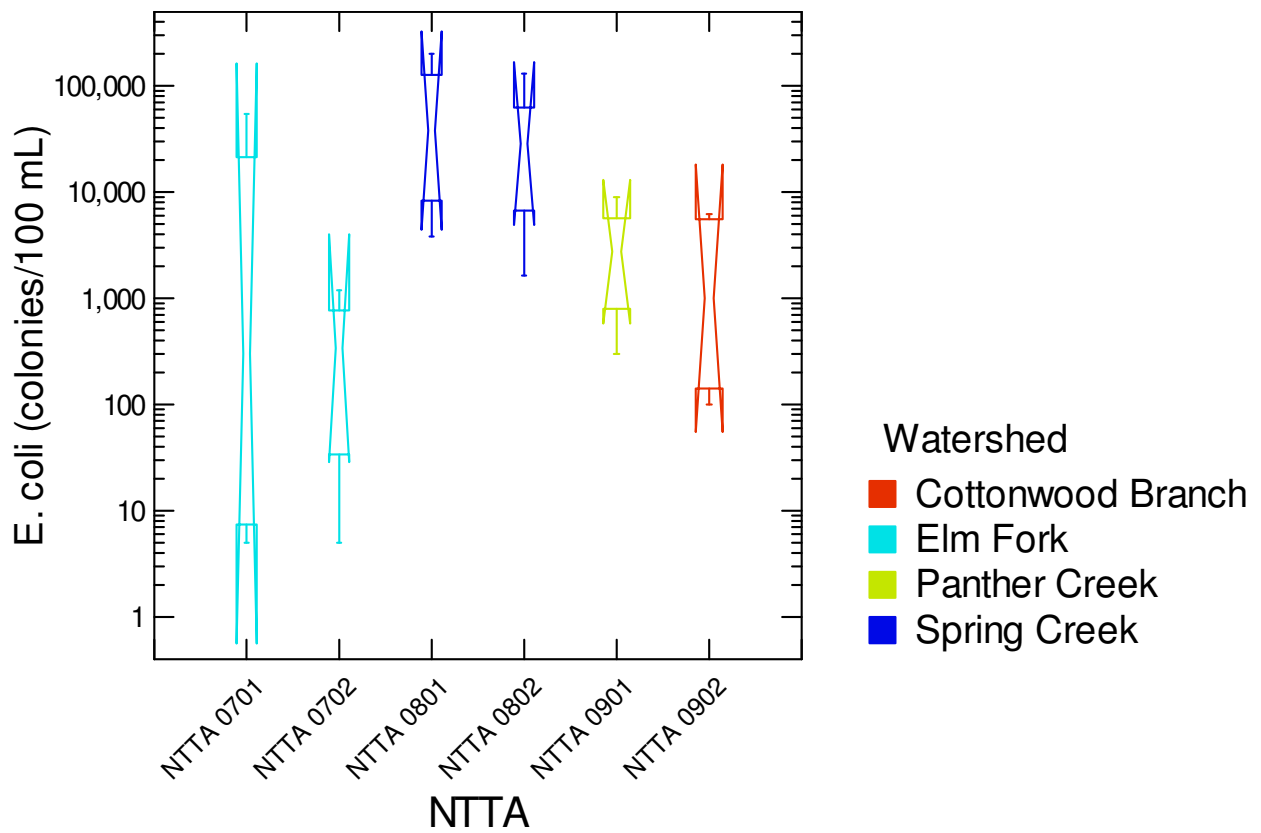 100,000
10,000
1,000
100
10
1
E. coli (colonies/100 mL)
NTTA 0701
NTTA 0702
NTTA 0801
NTTA 0802
NTTA 0901
NTTA 0902
NTTA
Watershed
Cottonwood Branch
Elm Fork
Panther Creek
Spring Creek